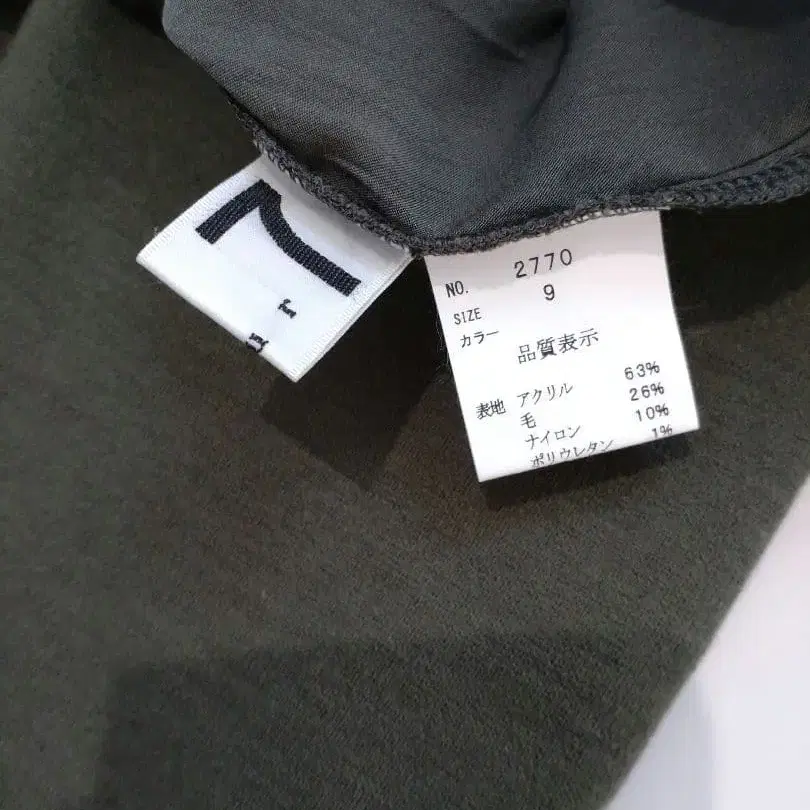 NO. 2770
SIZE 9
カラー
品質表示
表地 アクリル 63%
毛 26%
ナイロン 10%
ポリウレタン 1%